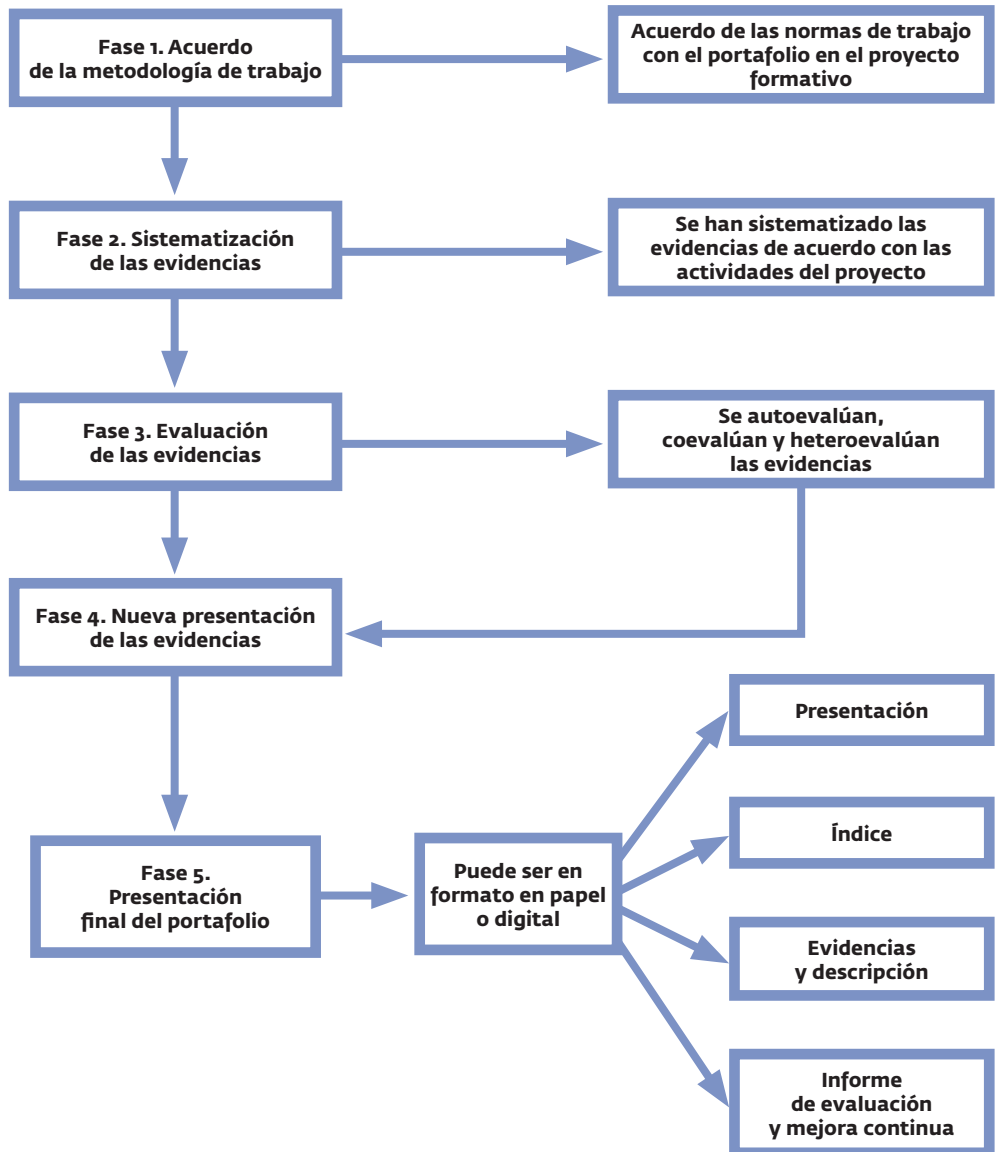 Fase 1. Acuerdo
de la metodología de trabajo
Acuerdo de las normas de trabajo
con el portafolio en el proyecto
formativo
Fase 2. Sistematización
de las evidencias
Se han sistematizado las
evidencias de acuerdo con las
actividades del proyecto
Fase 3. Evaluación
de las evidencias
Se autoevalúan,
coevalúan y heteroevalúan
las evidencias
Fase 4. Nueva presentación
de las evidencias
Fase 5.
Presentación
final del portafolio
Puede ser en
formato en papel
o digital
Presentación
Índice
Evidencias
y descripción
Informe
de evaluación
y mejora continua